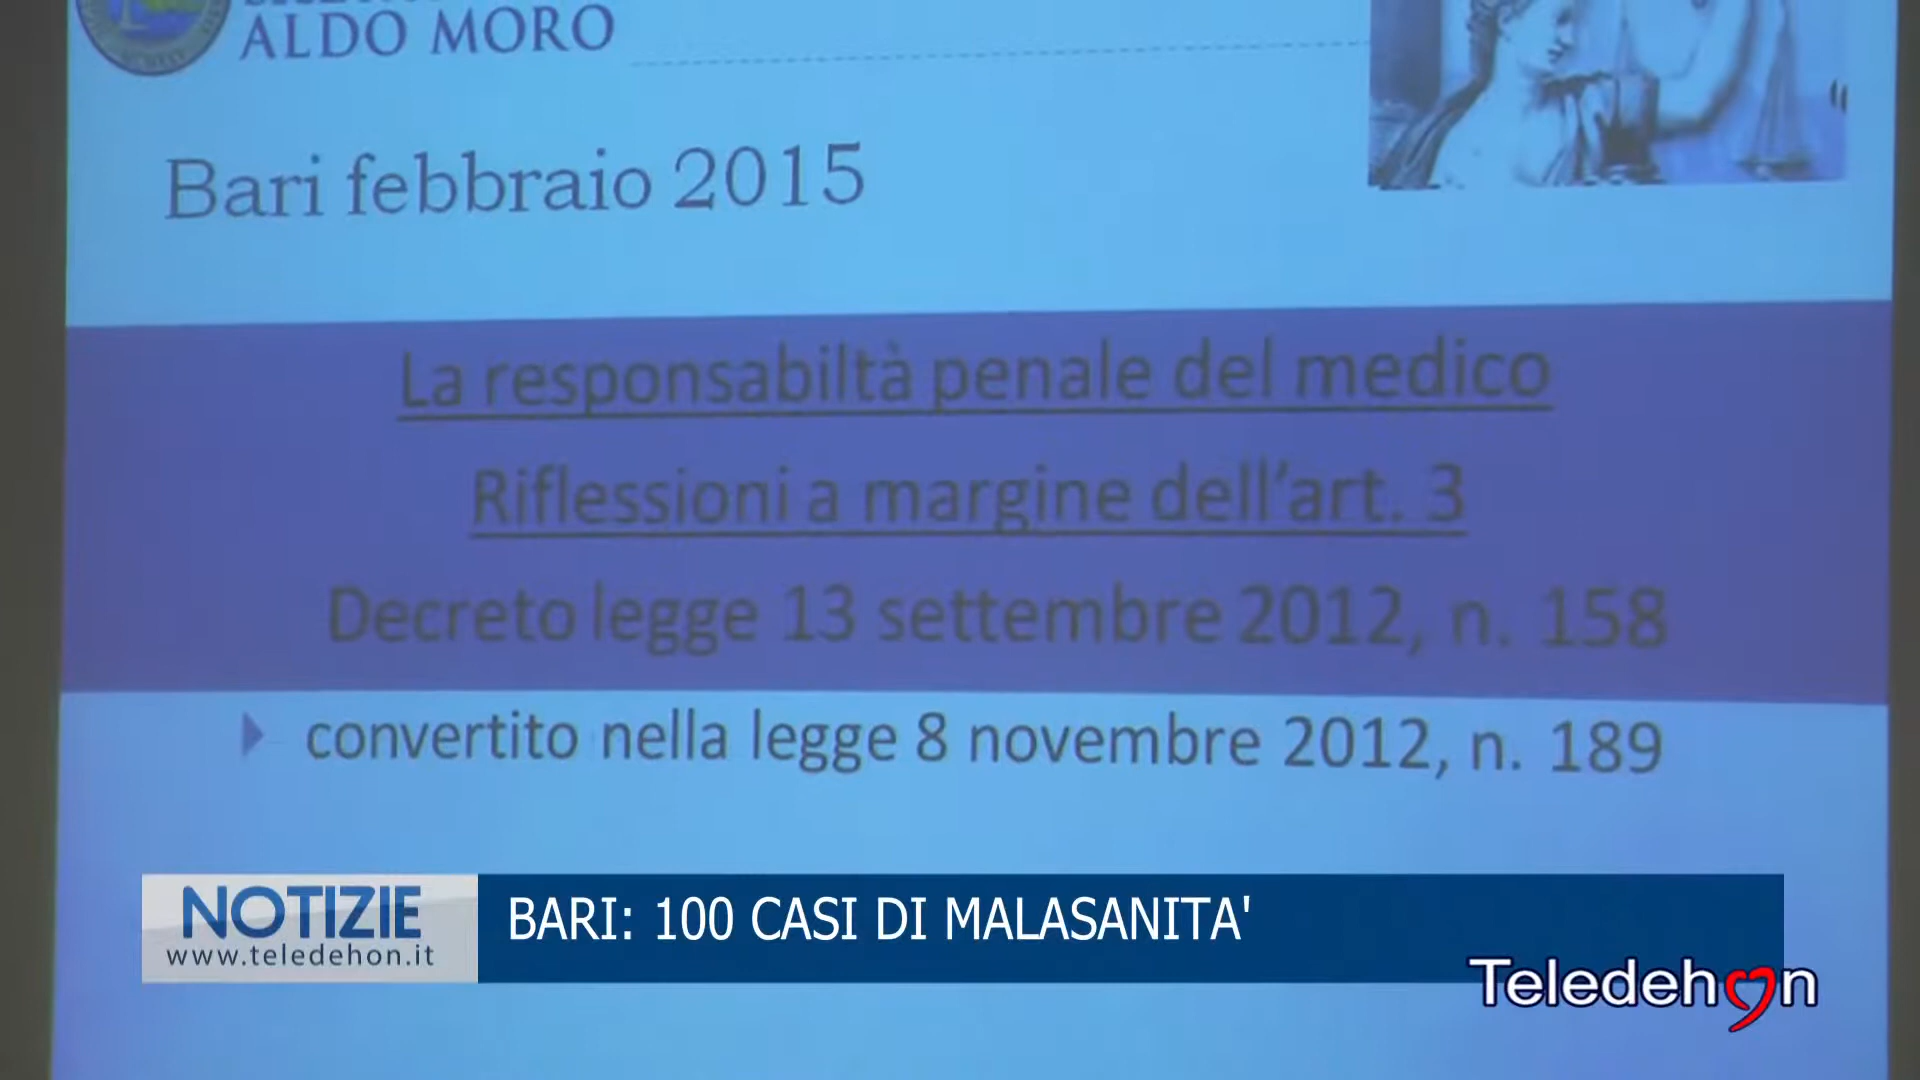 ALDO MORO
Bari febbraio 2015
La responsabiltà penale del medico
Riflessioni a margine dell'art. 3
Decreto legge 13 settembre 2012, n. 158
convertito nella legge 8 novembre 2012, n. 189
NOTIZIE
www.teledehon.it
BARI: 100 CASI DI MALASANITA'
Teledehon